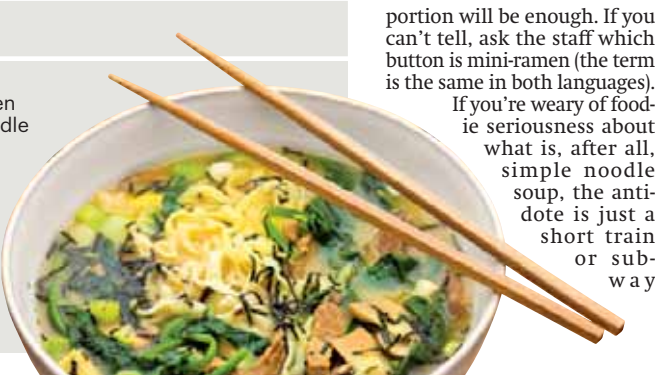 en
dle
portion will be enough. If you
can't tell, ask the staff which
button is mini-ramen (the term
is the same in both languages).
If you're weary of food-
ie seriousness about
what is, after all,
simple noodle
soup, the anti-
dote is just a
short train
or sub-
way